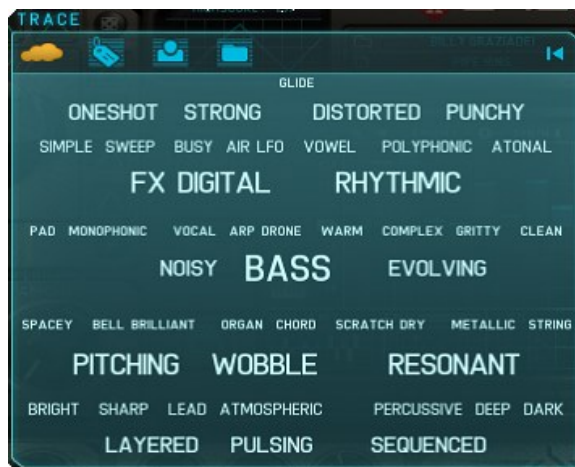 TRACE
GLIDE
ONESHOT STRONG DISTORTED PUNCHY
SIMPLE SWEEP BUSY AIR LFO VOWEL POLYPHONIC ATONAL
FX DIGITAL RHYTHMIC
PAD MONOPHONIC VOCAL ARP DRONE WARM COMPLEX GRITTY CLEAN
NOISY BASS EVOLVING
SPACEY BELL BRILLIANT ORGAN CHORD SCRATCH DRY METALLIC STRING
PITCHING WOBBLE RESONANT
BRIGHT SHARP LEAD ATMOSPHERIC PERCUSSIVE DEEP DARK
LAYERED PULSING SEQUENCED